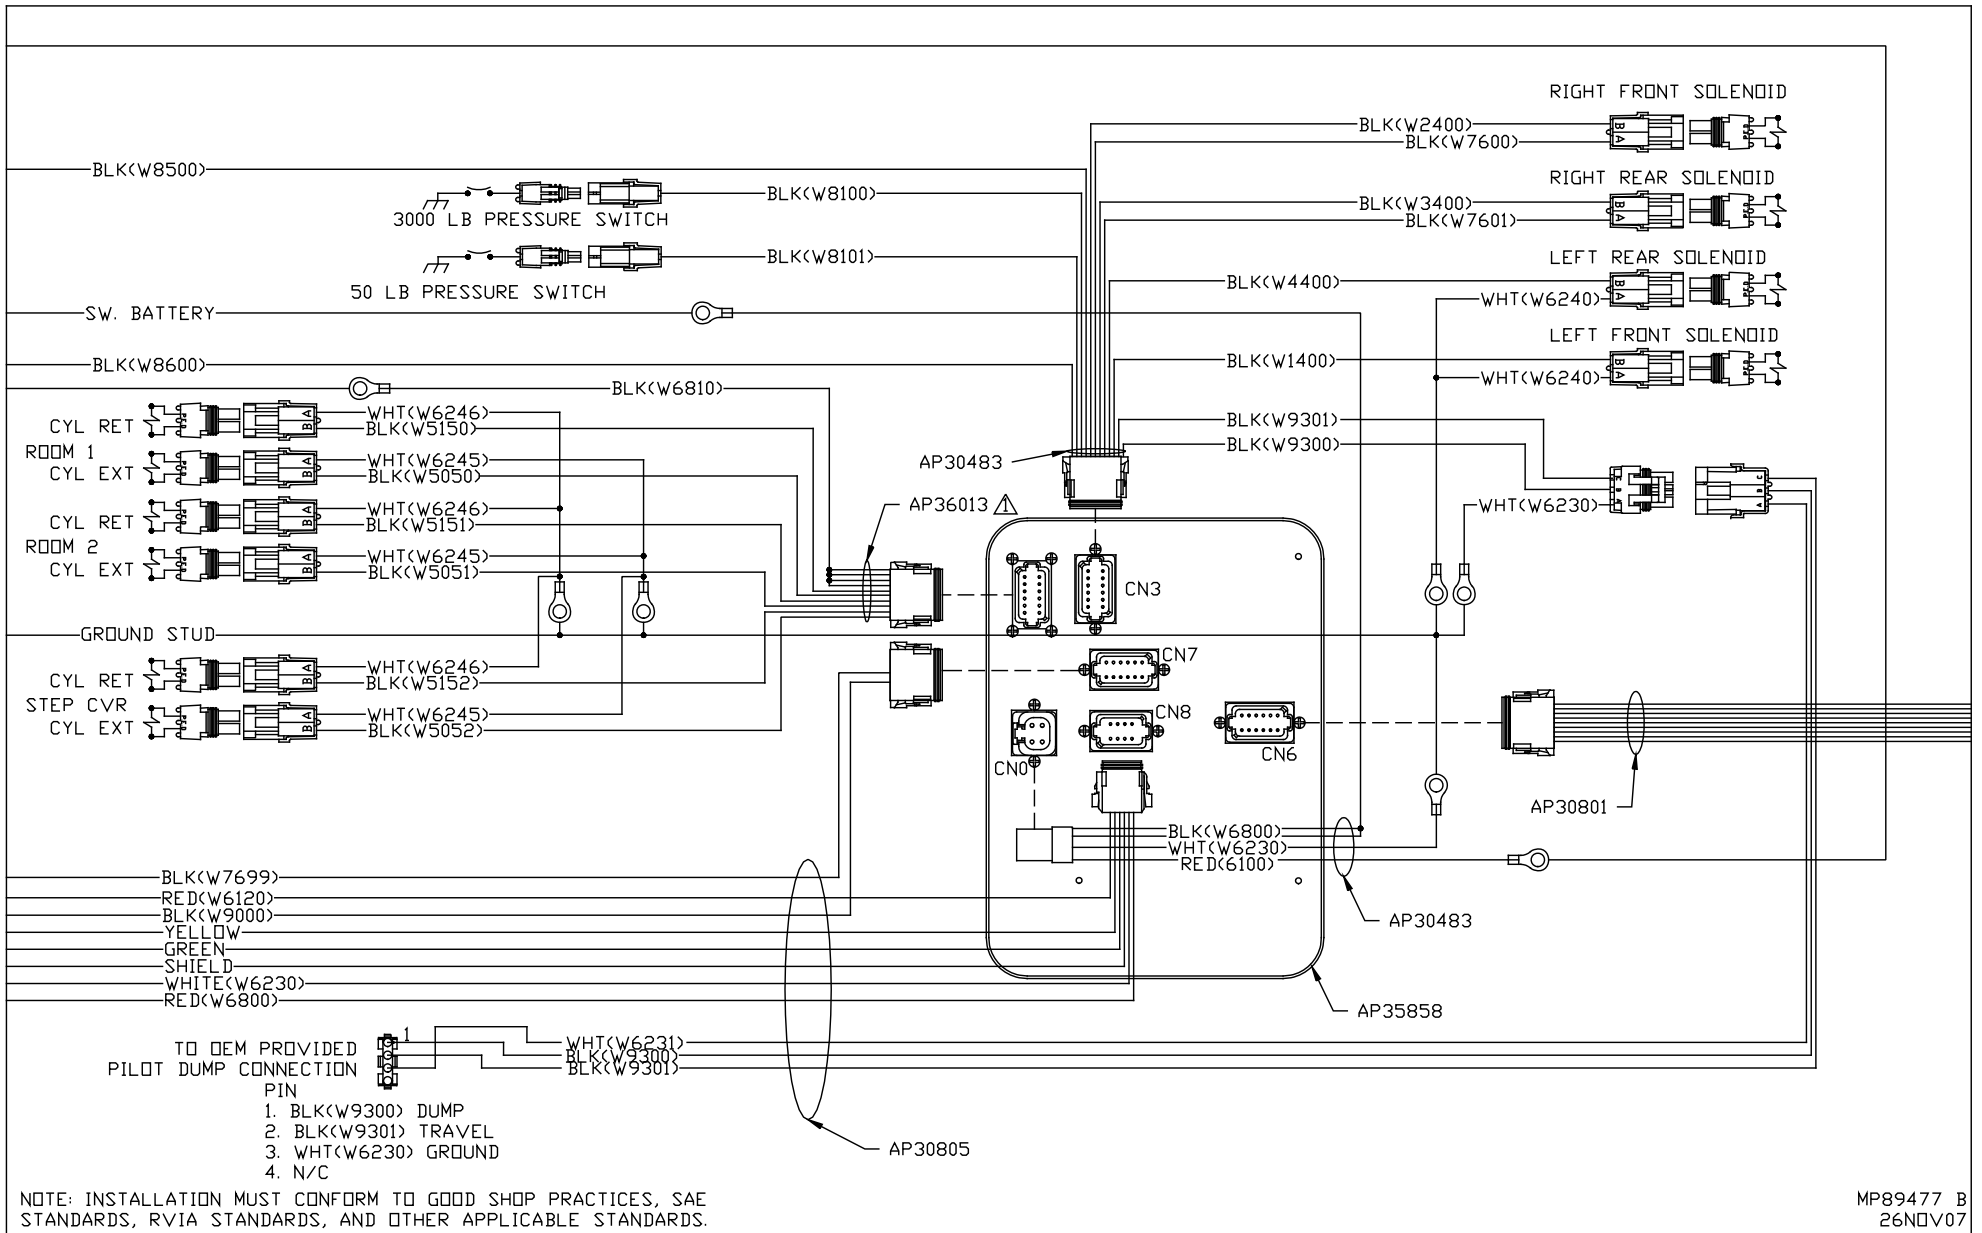 RIGHT FRONT SOLENOID
BLK(W2400)
BLK(W7600)
B
A
BLK(W8500)
RIGHT REAR SOLENOID
BLK(W8100)
3000 LB PRESSURE SWITCH
BLK(W3400)
BLK(W7601)
B
A
BLK(W8101)
50 LB PRESSURE SWITCH
LEFT REAR SOLENOID
BLK(W4400)
WHT(W6240)
B
A
SW. BATTERY
LEFT FRONT SOLENOID
BLK(W8600)
BLK(W1400)
WHT(W6240)
B
A
BLK(W6810)
CYL RET
WHT(W6246)
BLK(W5150)
A
B
ROOM 1
CYL EXT
WHT(W6245)
BLK(W5050)
A
B
CYL RET
WHT(W6246)
BLK(W5151)
A
B
ROOM 2
CYL EXT
WHT(W6245)
BLK(W5051)
A
B
BLK(W9301)
BLK(W9300)
WHT(W6230)
C
B
A
AP30483
AP36013 1
CN3
GROUND STUD
CYL RET
WHT(W6246)
BLK(W5152)
A
B
STEP CVR
CYL EXT
WHT(W6245)
BLK(W5052)
A
B
CN7
CN8
CN6
CN0
AP30801
BLK(W6800)
WHT(W6230)
RED(6100)
AP30483
BLK(W7699)
RED(W6120)
BLK(W9000)
YELLOW
GREEN
SHIELD
WHITE(W6230)
RED(W6800)
AP35858
TO OEM PROVIDED
PILOT DUMP CONNECTION
1
WHT(W6231)
BLK(W9300)
BLK(W9301)
PIN
1. BLK(W9300) DUMP
2. BLK(W9301) TRAVEL
3. WHT(W6230) GROUND
4. N/C
AP30805
NOTE: INSTALLATION MUST CONFORM TO GOOD SHOP PRACTICES, SAE
STANDARDS, RVIA STANDARDS, AND OTHER APPLICABLE STANDARDS.
MP89477 B
26NOV07